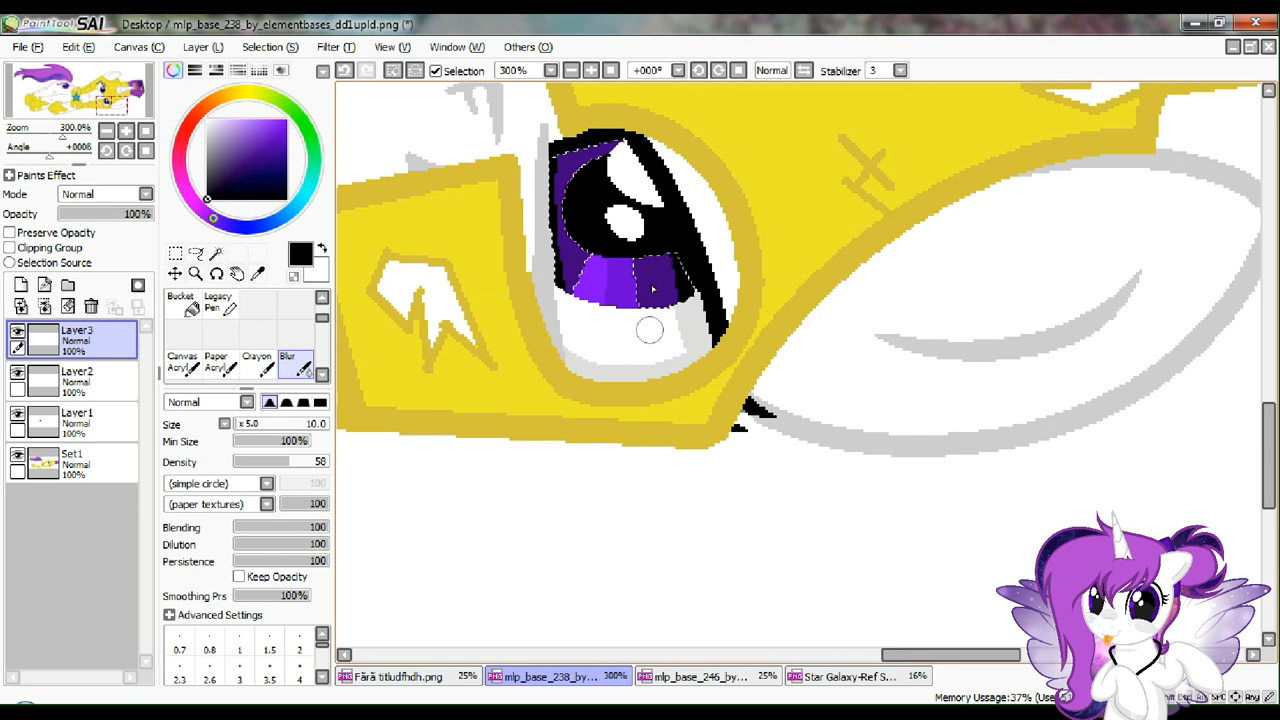 PaintTool SAI Desktop / mlp_base_238_by_elementbases_dd1upld.png (*)
File (F) Edit (E) Canvas (C) Layer (L) Selection (S) Filter (T) View (V) Window (W) Others (O)
Selection 300% +000° Normal Stabilizer 3
Zoom 300.0%
Angle
Paints Effect
Mode Normal
Opacity 100%
Preserve Opacity
Clipping Group
Selection Source
Layer3
Normal
100%
Layer2
Normal
100%
Layer1
Normal
100%
Set1
Normal
100%
Bucket Legacy
Pen
Canvas Paper Crayon Blur
Acryl Acryl
Normal
Size x 5.0 10.0
Min Size 100%
Density 58
(simple circle) 100
(paper textures) 100
Blending 100
Dilution 100
Persistence 100
Keep Opacity
Smoothing Prs 100%
Advanced Settings
0.7 0.8 1 1.5 2
2.3 2.6 3 3.5 4
Fără titludfhdh.png 25% mlp_base_238_by... 300% mlp_base_246_by... 25% Star Galaxy-Ref S... 16%
Memory Ussage:37%